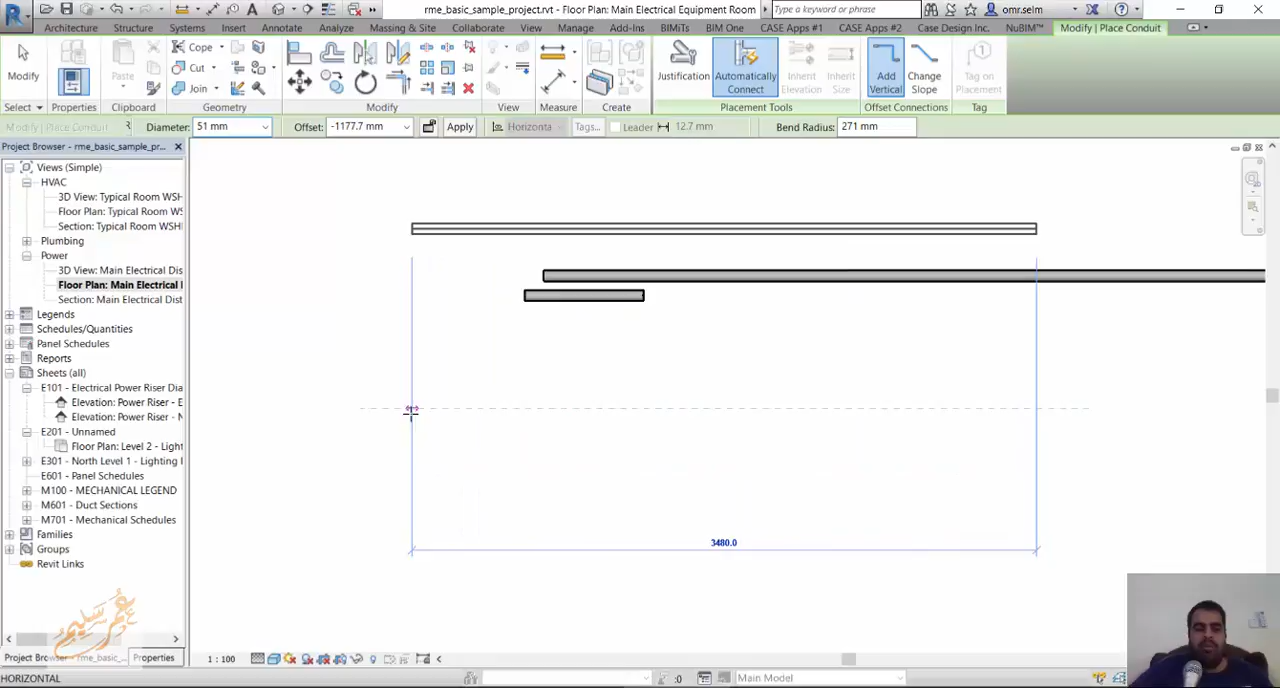 rme_basic_sample_project.rvt - Floor Plan: Main Electrical Equipment Room
Type a keyword or phrase
omr.selm
Architecture Structure Systems Insert Annotate Analyze Massing & Site Collaborate View Manage Add-Ins BIMiTs BIM One CASE Apps #1 CASE Apps #2 Case Design Inc. NuBIM™ Modify | Place Conduit
Modify Paste Cope Cut Join Justification Automatically Connect Inherit Elevation Inherit Size Add Vertical Change Slope Tag on Placement
Select Properties Clipboard Geometry Modify View Measure Create Placement Tools Offset Connections Tag
Modify | Place Conduit Diameter: 51 mm Offset: -1177.7 mm Apply Horizonta Tags... Leader 12.7 mm Bend Radius: 271 mm
Project Browser - rme_basic_sample_pr...
Views (Simple)
HVAC
3D View: Typical Room WSH
Floor Plan: Typical Room WS
Section: Typical Room WSHI
Plumbing
Power
3D View: Main Electrical Dis
Floor Plan: Main Electrical I
Section: Main Electrical Dist
Legends
Schedules/Quantities
Panel Schedules
Reports
Sheets (all)
E101 - Electrical Power Riser Dia
Elevation: Power Riser - E
Elevation: Power Riser - N
E201 - Unnamed
Floor Plan: Level 2 - Light
E301 - North Level 1 - Lighting I
E601 - Panel Schedules
M100 - MECHANICAL LEGEND
M601 - Duct Sections
M701 - Mechanical Schedules
Families
Groups
Revit Links
3480.0
عمر سليم
Project Browser - rme_basic_... Properties
1 : 100
HORIZONTAL
:0
Main Model